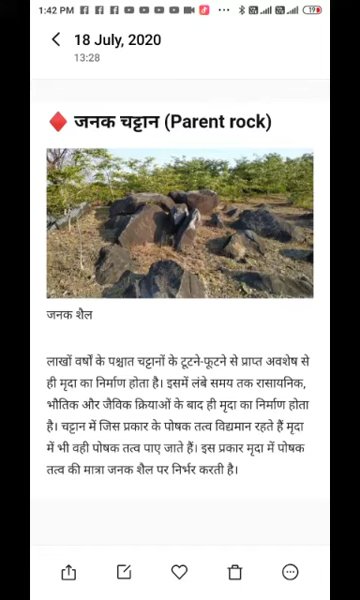 1:42 PM
19
18 July, 2020
13:28
जनक चट्टान (Parent rock)
जनक शैल
लाखों वर्षों के पश्चात चट्टानों के टूटने-फूटने से प्राप्त अवशेष से
ही मृदा का निर्माण होता है। इसमें लंबे समय तक रासायनिक,
भौतिक और जैविक क्रियाओं के बाद ही मृदा का निर्माण होता
है। चट्टान में जिस प्रकार के पोषक तत्व विद्यमान रहते हैं मृदा
में भी वही पोषक तत्व पाए जाते हैं। इस प्रकार मृदा में पोषक
तत्व की मात्रा जनक शैल पर निर्भर करती है।